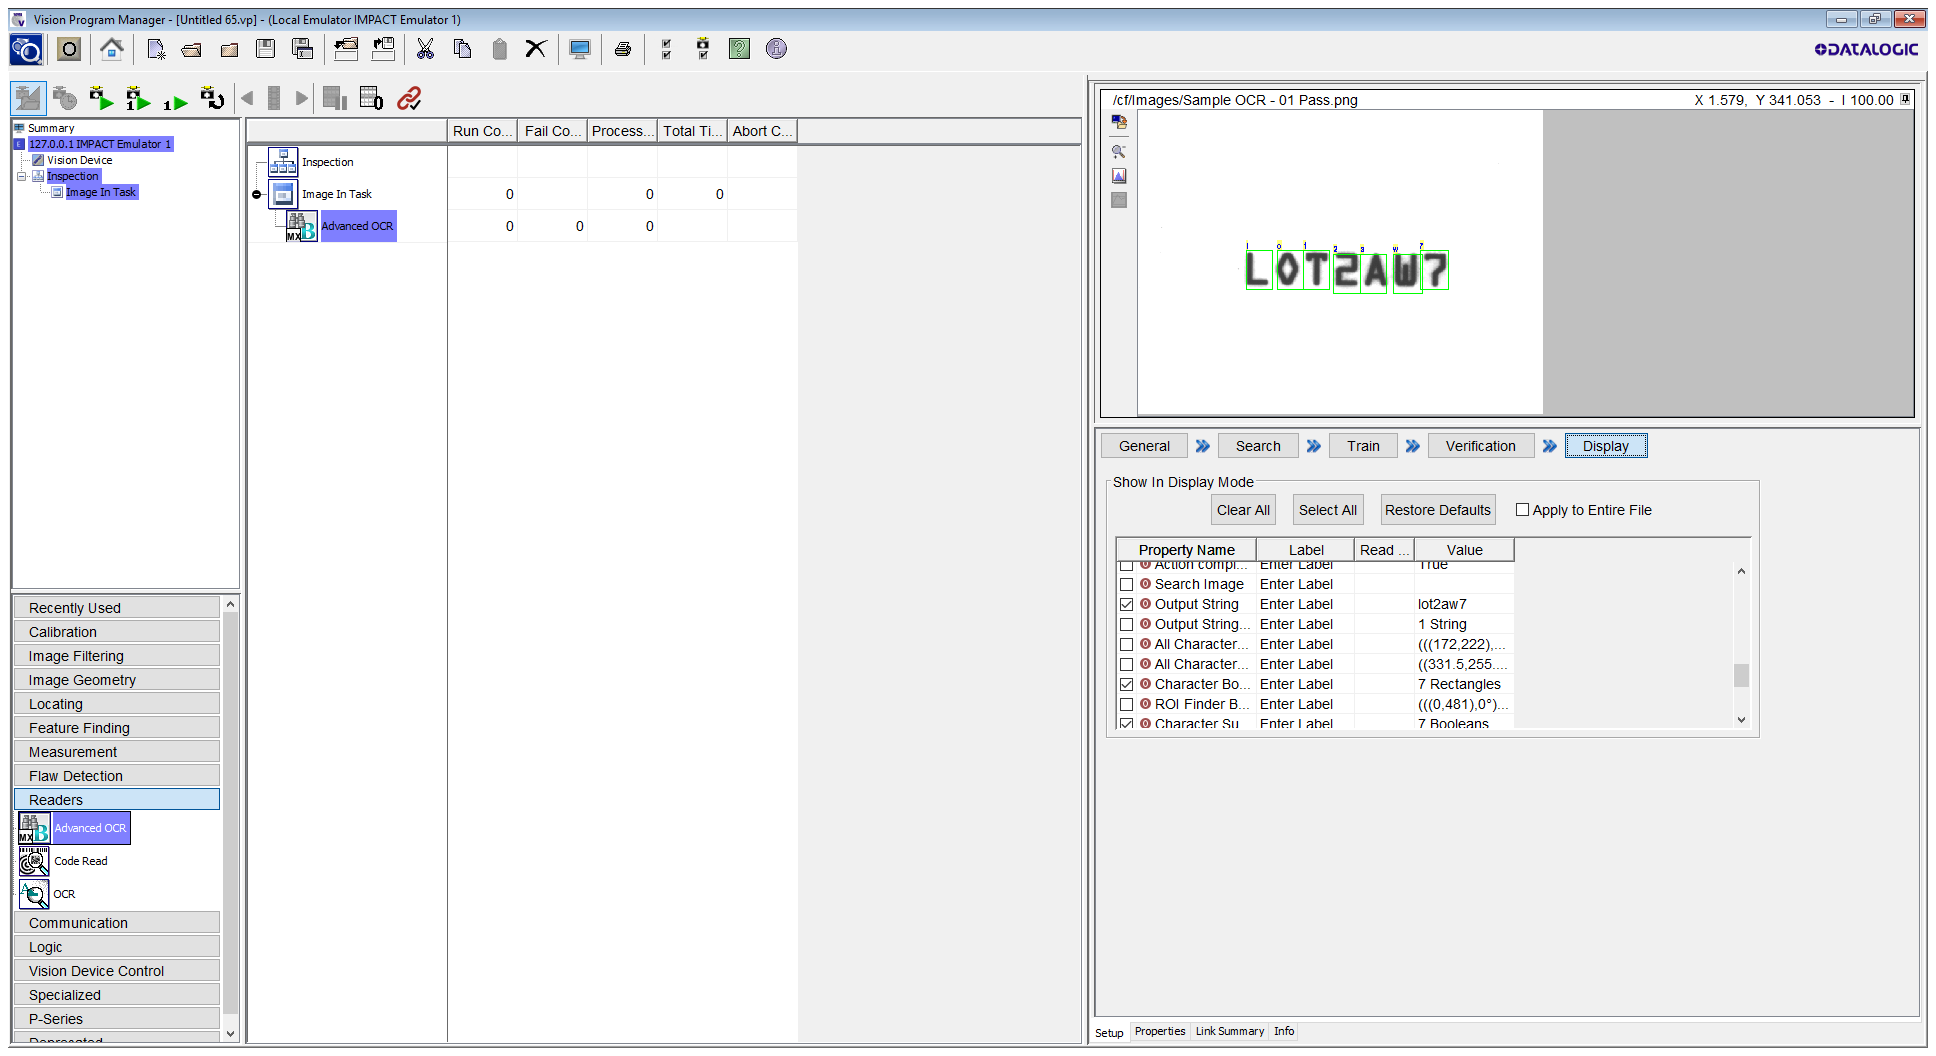 Vision Program Manager - [Untitled 65.vp] - (Local Emulator IMPACT Emulator 1)
DATALOGIC
Summary
127.0.0.1 IMPACT Emulator 1
Vision Device
Inspection
Image In Task
Run Co... Fail Co... Process... Total Ti... Abort C...
Inspection
Image In Task 0 0 0
Advanced OCR 0 0 0
Recently Used
Calibration
Image Filtering
Image Geometry
Locating
Feature Finding
Measurement
Flaw Detection
Readers
Advanced OCR
Code Read
OCR
Communication
Logic
Vision Device Control
Specialized
P-Series
Deprecated
/cf/Images/Sample OCR - 01 Pass.png X 1.579, Y 341.053 - I 100.00
l o t 2 a w 7
LOT2AW7
General Search Train Verification Display
Show In Display Mode
Clear All Select All Restore Defaults Apply to Entire File
Property Name Label Read ... Value
Action compl... Enter Label True
Search Image Enter Label
Output String Enter Label lot2aw7
Output String... Enter Label 1 String
All Character... Enter Label (((172,222),...
All Character... Enter Label ((331.5,255....
Character Bo... Enter Label 7 Rectangles
ROI Finder B... Enter Label (((0,481),0°)...
Character Su... Enter Label 7 Booleans
Setup Properties Link Summary Info